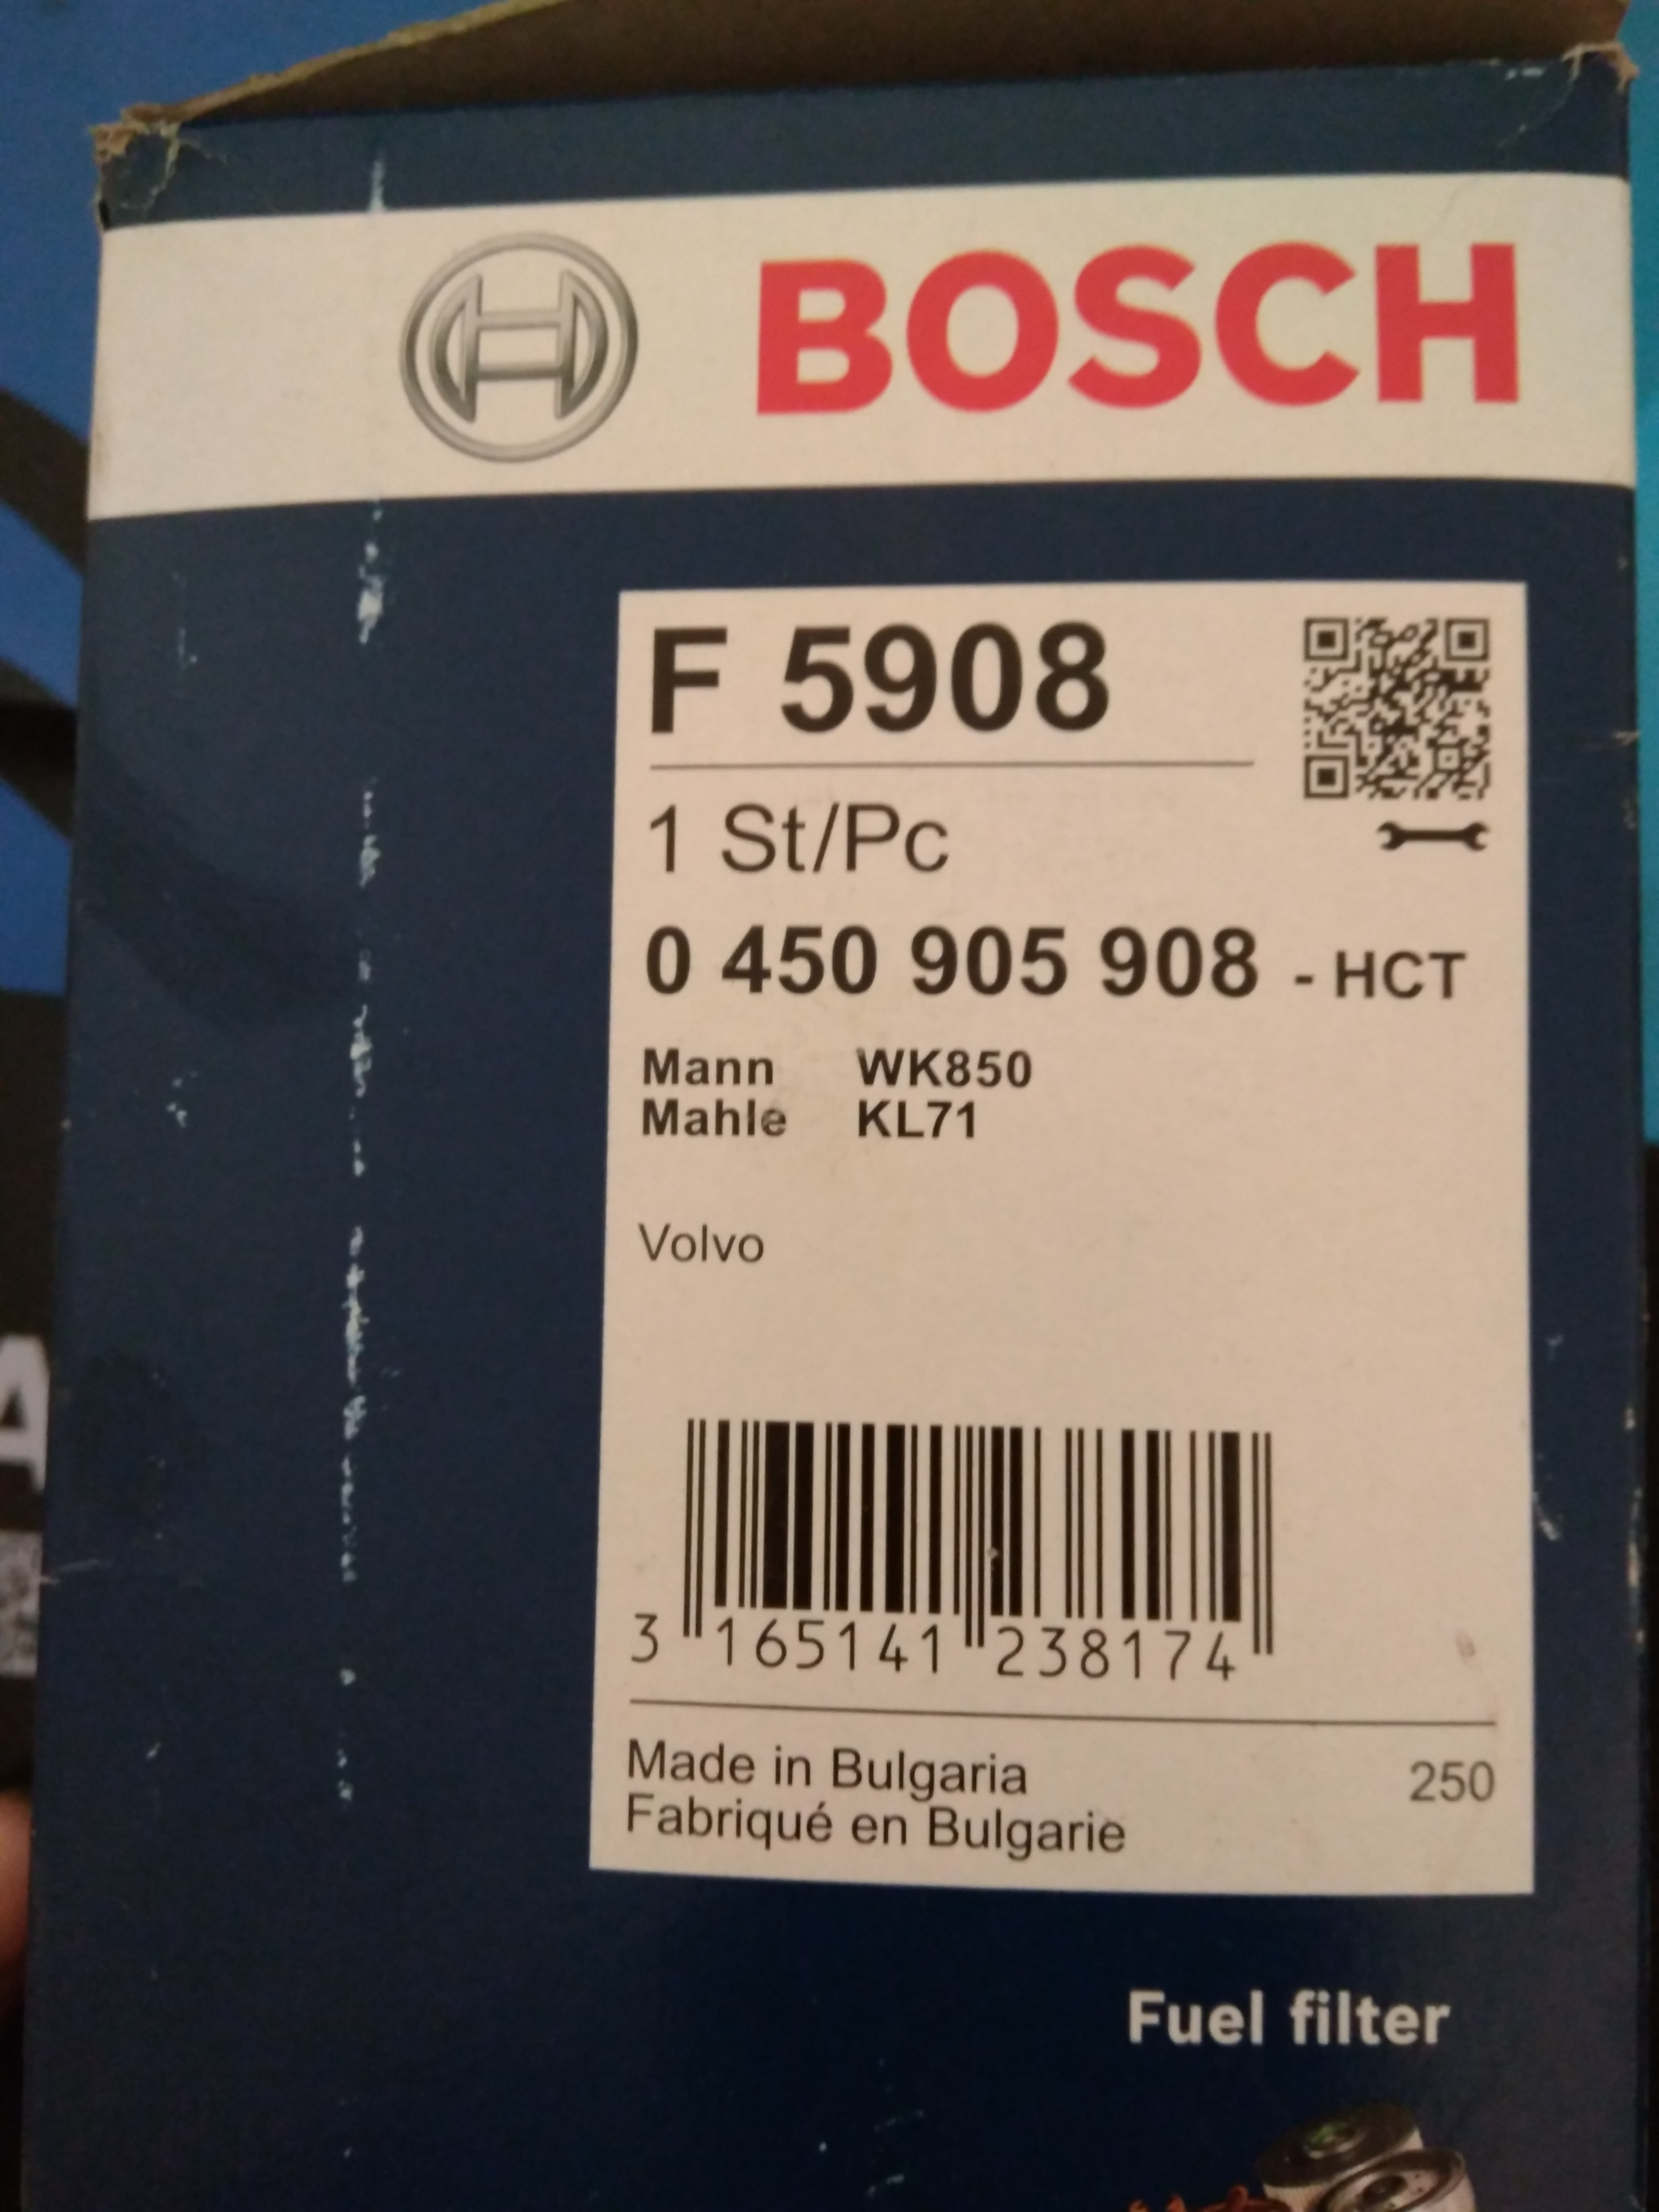 BOSCH
F 5908
1 St/Pc
0 450 905 908 - HCT
Mann WK850
Mahle KL71
Volvo
3 165141 238174
Made in Bulgaria 250
Fabriqué en Bulgarie
Fuel filter
A